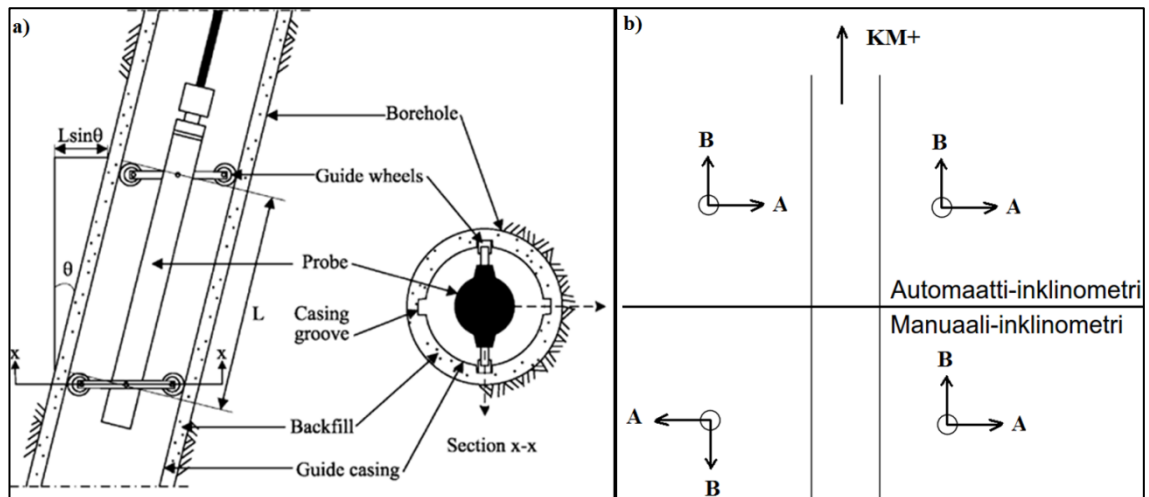 a)
Lsinθ
θ
L
x
x
Borehole
Guide wheels
Probe
Casing
groove
Backfill
Guide casing
Section x-x
b)
KM+
B
A
B
A
Automaatti-inklinometri
Manuaali-inklinometri
A
B
B
A